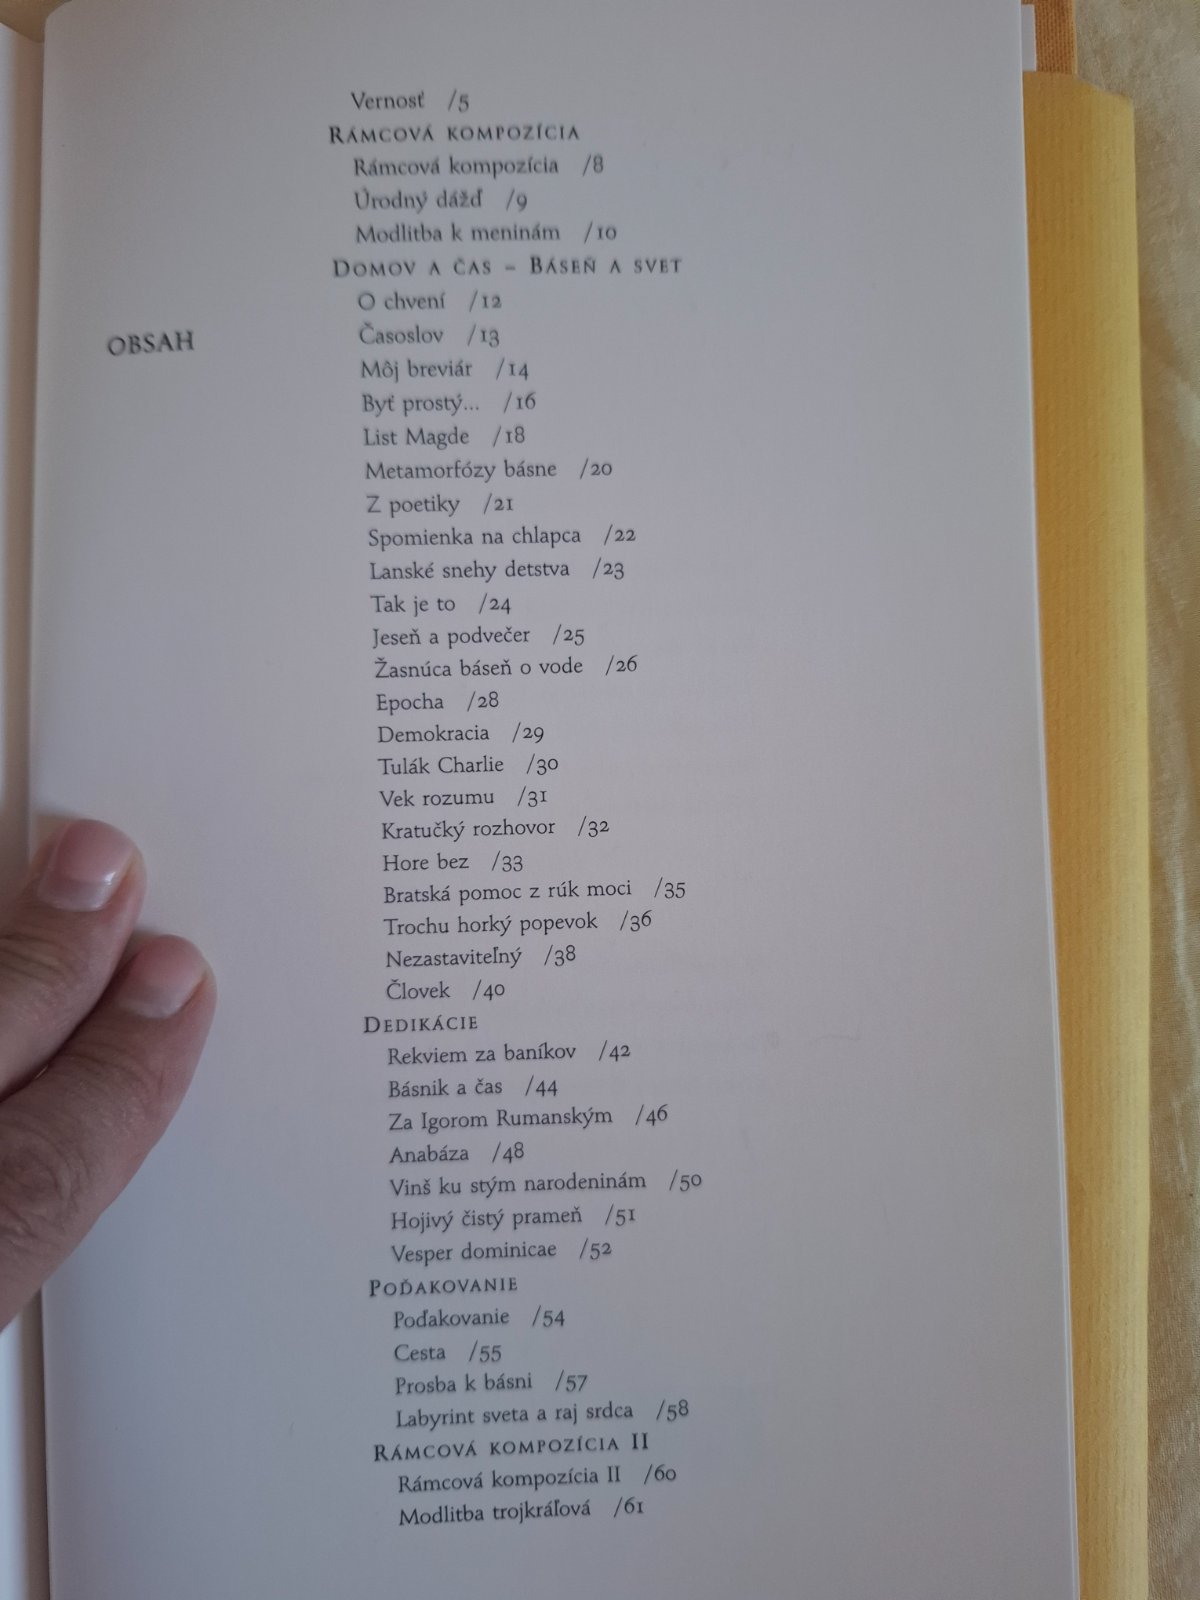 OBSAH
Vernosť /5
RÁMCOVÁ KOMPOZÍCIA
Rámcová kompozícia /8
Úrodný dážď /9
Modlitba k meninám /10
DOMOV A ČAS – BÁSEŇ A SVET
O chvení /12
Časoslov /13
Môj breviár /14
Byť prostý... /16
List Magde /18
Metamorfózy básne /20
Z poetiky /21
Spomienka na chlapca /22
Lanské snehy detstva /23
Tak je to /24
Jeseň a podvečer /25
Žasnúca báseň o vode /26
Epocha /28
Demokracia /29
Tulák Charlie /30
Vek rozumu /31
Kratučký rozhovor /32
Hore bez /33
Bratská pomoc z rúk moci /35
Trochu horký popevok /36
Nezastaviteľný /38
Človek /40
DEDIKÁCIE
Rekviem za baníkov /42
Básnik a čas /44
Za Igorom Rumanským /46
Anabáza /48
Vinš ku stým narodeninám /50
Hojivý čistý prameň /51
Vesper dominicae /52
POĎAKOVANIE
Poďakovanie /54
Cesta /55
Prosba k básni /57
Labyrint sveta a raj srdca /58
RÁMCOVÁ KOMPOZÍCIA II
Rámcová kompozícia II /60
Modlitba trojkráľová /61